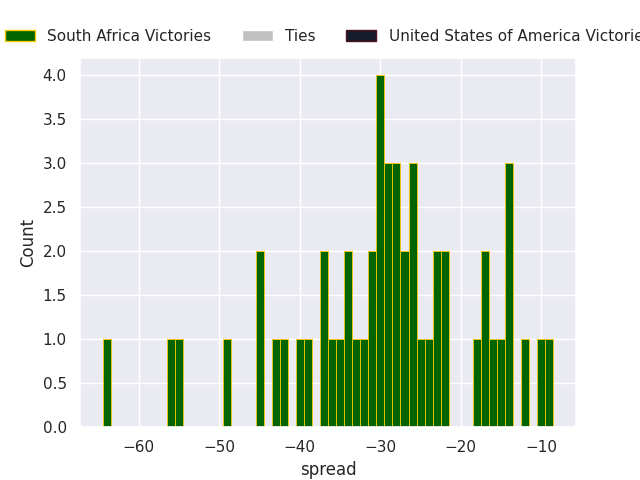 South Africa Victories Ties United States of America Victorie
4.0
3.5
3.0
2.5
2.0
1.5
1.0
0.5
0.0
Count
−60 −50 −40 −30 −20 −10
spread